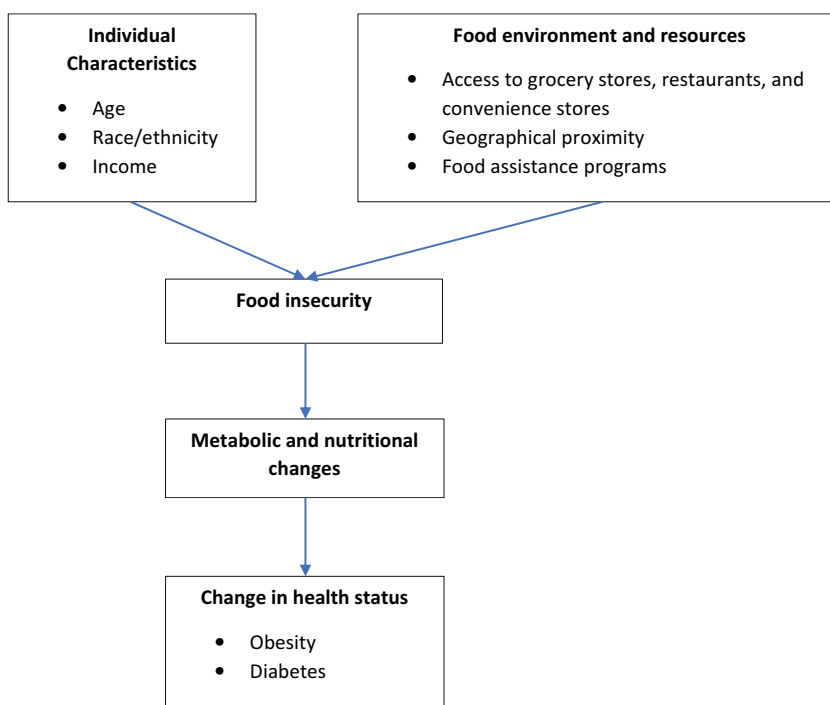 Individual
Characteristics
• Age
• Race/ethnicity
• Income
Food environment and resources
• Access to grocery stores, restaurants, and
convenience stores
• Geographical proximity
• Food assistance programs
Food insecurity
Metabolic and nutritional
changes
Change in health status
• Obesity
• Diabetes